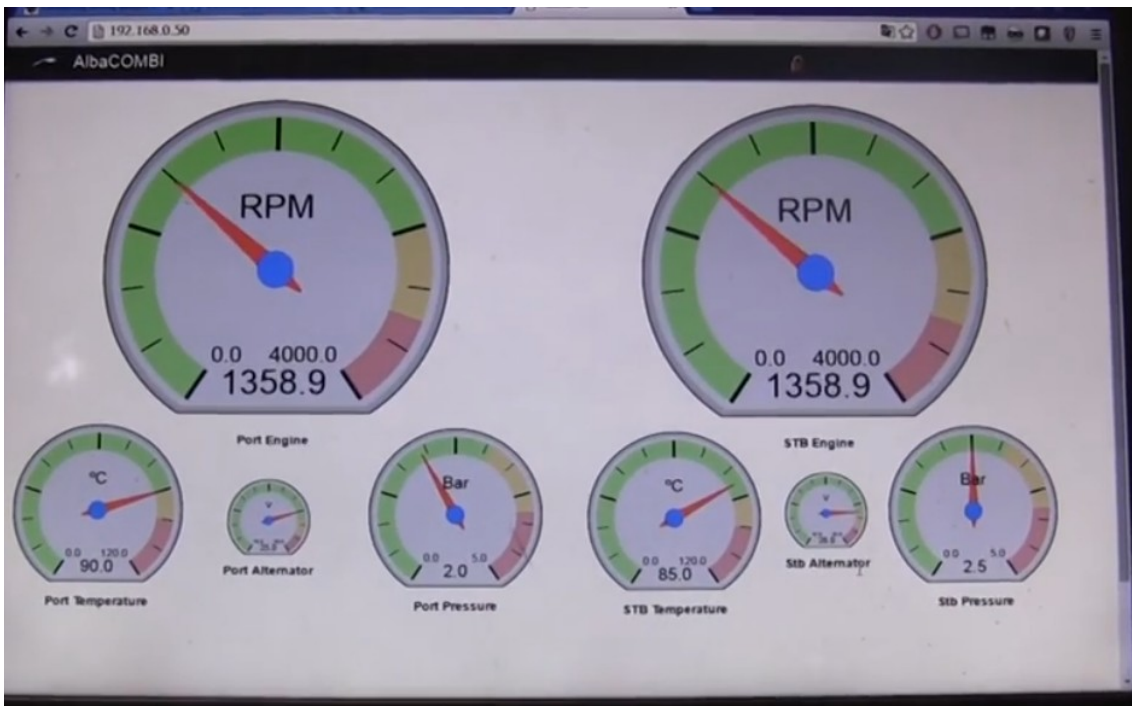 192.168.0.50
AlbaCOMBI
RPM
0.0 4000.0
1358.9
Port Engine
RPM
0.0 4000.0
1358.9
STB Engine
ºC
0.0 120.0
90.0
Port Temperature
V
Port Alternator
Bar
0.0 5.0
2.0
Port Pressure
ºC
0.0 120.0
85.0
STB Temperature
V
Stb Alternator
Bar
0.0 5.0
2.5
Stb Pressure